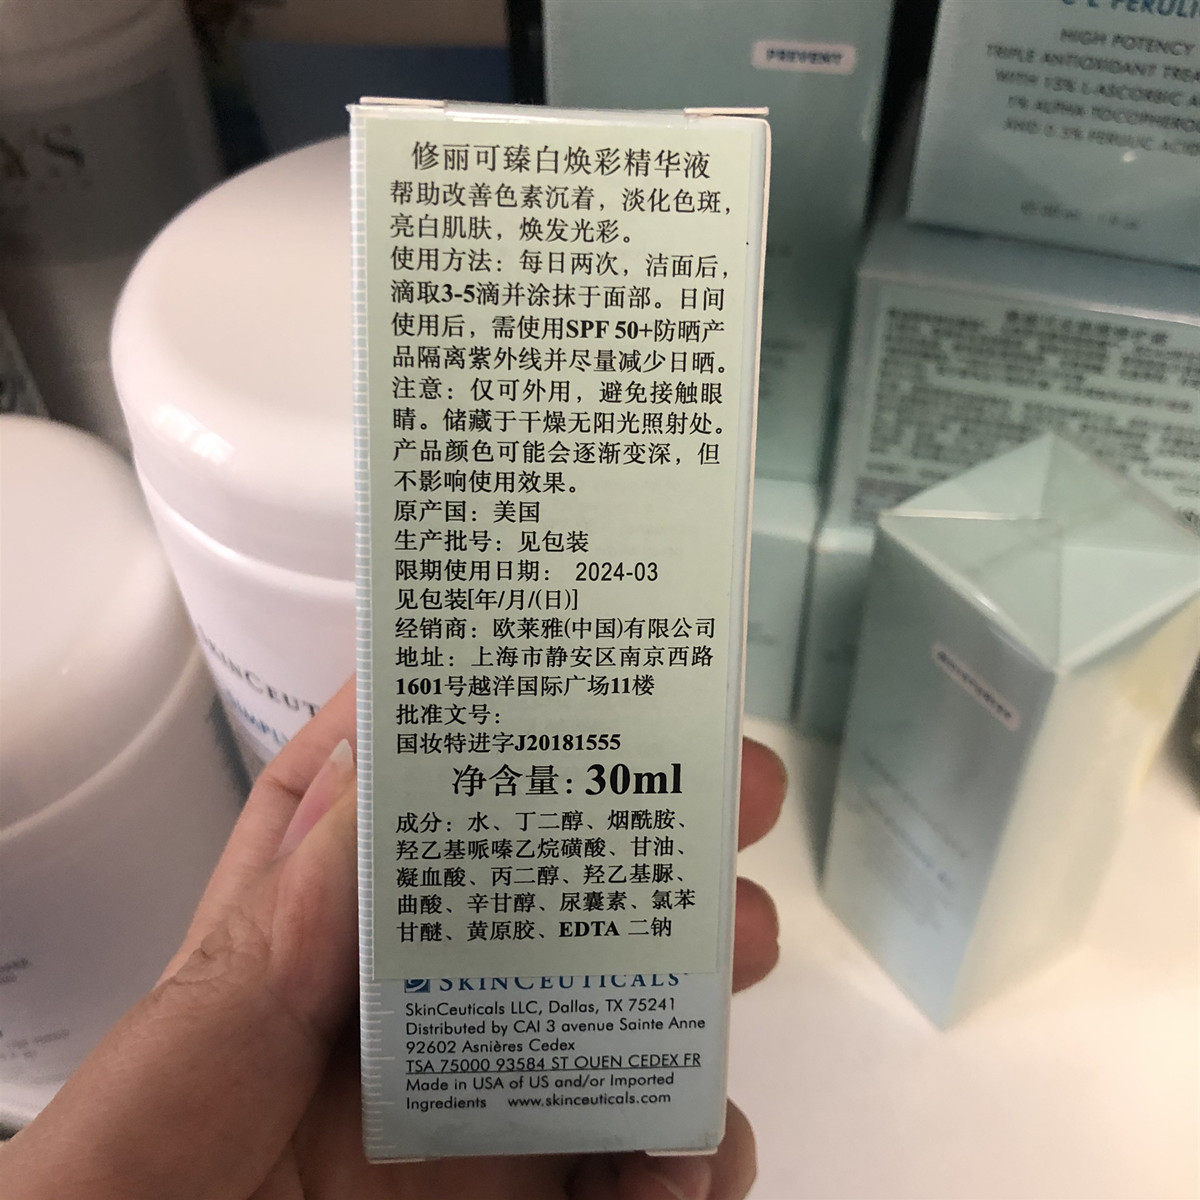 修丽可臻白焕彩精华液
帮助改善色素沉着，淡化色斑，
亮白肌肤，焕发光彩。
使用方法：每日两次，洁面后，
滴取3-5滴并涂抹于面部。日间
使用后，需使用SPF 50+防晒产
品隔离紫外线并尽量减少日晒。
注意：仅可外用，避免接触眼
睛。储藏于干燥无阳光照射处。
产品颜色可能会逐渐变深，但
不影响使用效果。
原产国：美国
生产批号：见包装
限期使用日期： 2024-03
见包装[年/月/(日)]
经销商：欧莱雅(中国)有限公司
地址：上海市静安区南京西路
1601号越洋国际广场11楼
批准文号：
国妆特进字J20181555
净含量：30ml
成分：水、丁二醇、烟酰胺、
羟乙基哌嗪乙烷磺酸、甘油、
凝血酸、丙二醇、羟乙基脲、
曲酸、辛甘醇、尿囊素、氯苯
甘醚、黄原胶、EDTA 二钠
SKINCEUTICALS
SkinCeuticals LLC, Dallas, TX 75241
Distributed by CAI 3 avenue Sainte Anne
92602 Asnières Cedex
TSA 75000 93584 ST OUEN CEDEX FR
Made in USA of US and/or Imported
Ingredients www.skinceuticals.com
PREVENT
C E FERULI
HIGH POTENCY
TRIPLE ANTIOXIDANT TREA
WITH 15% L-ASCORBIC A
1% ALPHA TOCOPHERO
AND 0.5% FERULIC ACID
SKINCEUT